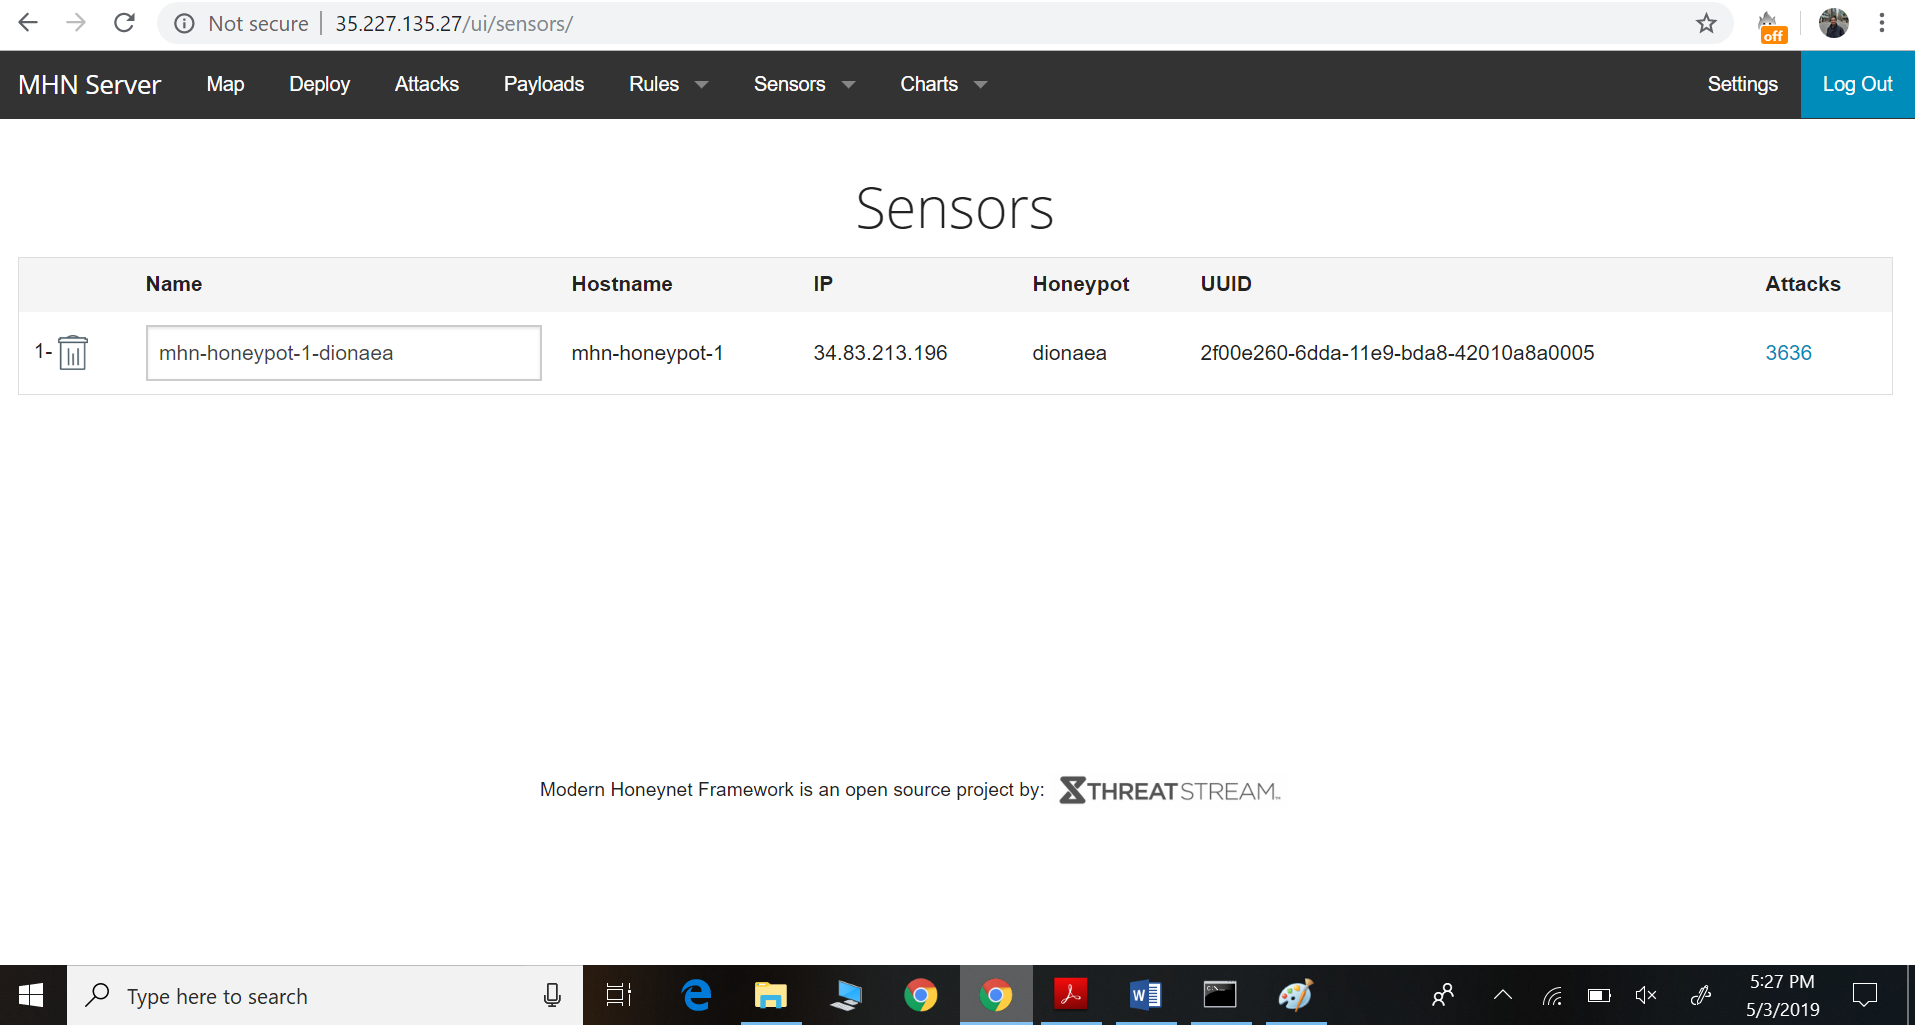 Not secure | 35.227.135.27/ui/sensors/
off
MHN Server Map Deploy Attacks Payloads Rules Sensors Charts Settings Log Out
Sensors
Name Hostname IP Honeypot UUID Attacks
1- mhn-honeypot-1-dionaea mhn-honeypot-1 34.83.213.196 dionaea 2f00e260-6dda-11e9-bda8-42010a8a0005 3636
Modern Honeynet Framework is an open source project by: THREATSTREAM
Type here to search
5:27 PM
5/3/2019